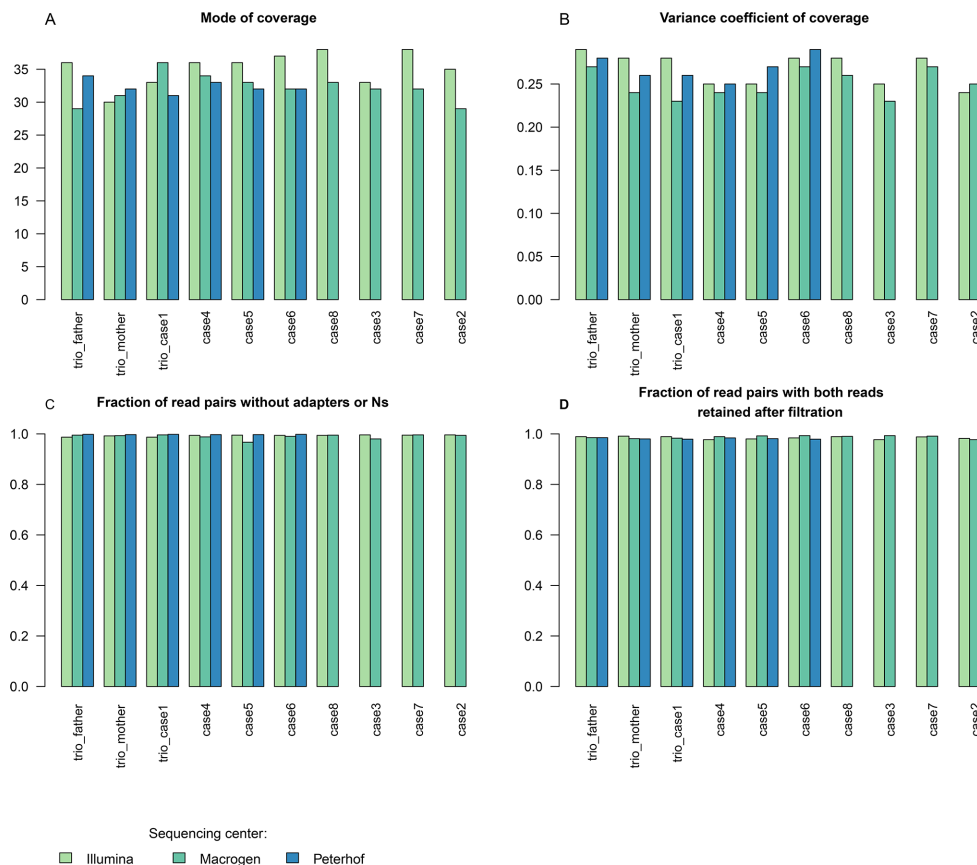 A Mode of coverage
35
30
25
20
15
10
5
0
trio_father
trio_mother
trio_case1
case4
case5
case6
case8
case3
case7
case2
B Variance coefficient of coverage
0.25
0.20
0.15
0.10
0.05
0.00
trio_father
trio_mother
trio_case1
case4
case5
case6
case8
case3
case7
case2
C Fraction of read pairs without adapters or Ns
1.0
0.8
0.6
0.4
0.2
0.0
trio_father
trio_mother
trio_case1
case4
case5
case6
case8
case3
case7
case2
D Fraction of read pairs with both reads
retained after filtration
1.0
0.8
0.6
0.4
0.2
0.0
trio_father
trio_mother
trio_case1
case4
case5
case6
case8
case3
case7
case2
Sequencing center:
Illumina Macrogen Peterhof